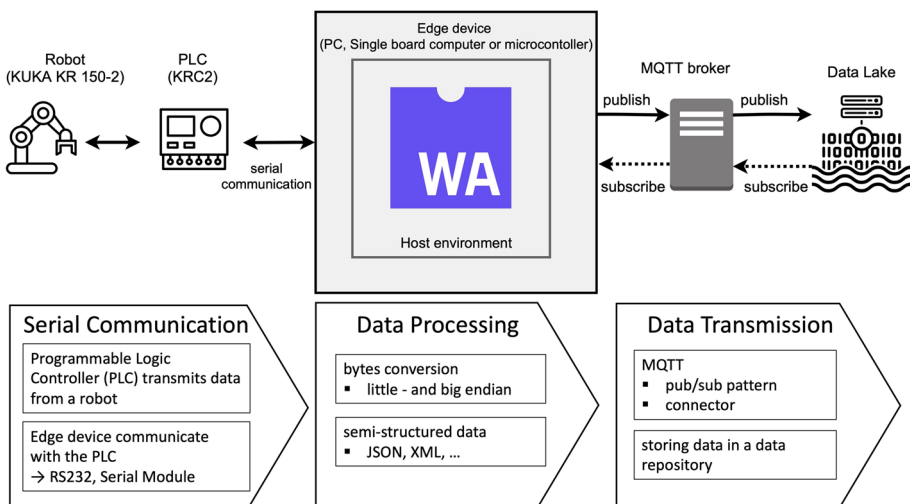 Robot
(KUKA KR 150-2)
PLC
(KRC2)
serial
communication
Edge device
(PC, Single board computer or microcontoller)
WA
Host environment
publish
subscribe
MQTT broker
publish
subscribe
Data Lake
Serial Communication
Programmable Logic
Controller (PLC) transmits data
from a robot
Edge device communicate
with the PLC
→ RS232, Serial Module
Data Processing
bytes conversion
▪ little - and big endian
semi-structured data
▪ JSON, XML, ...
Data Transmission
MQTT
▪ pub/sub pattern
▪ connector
storing data in a data
repository